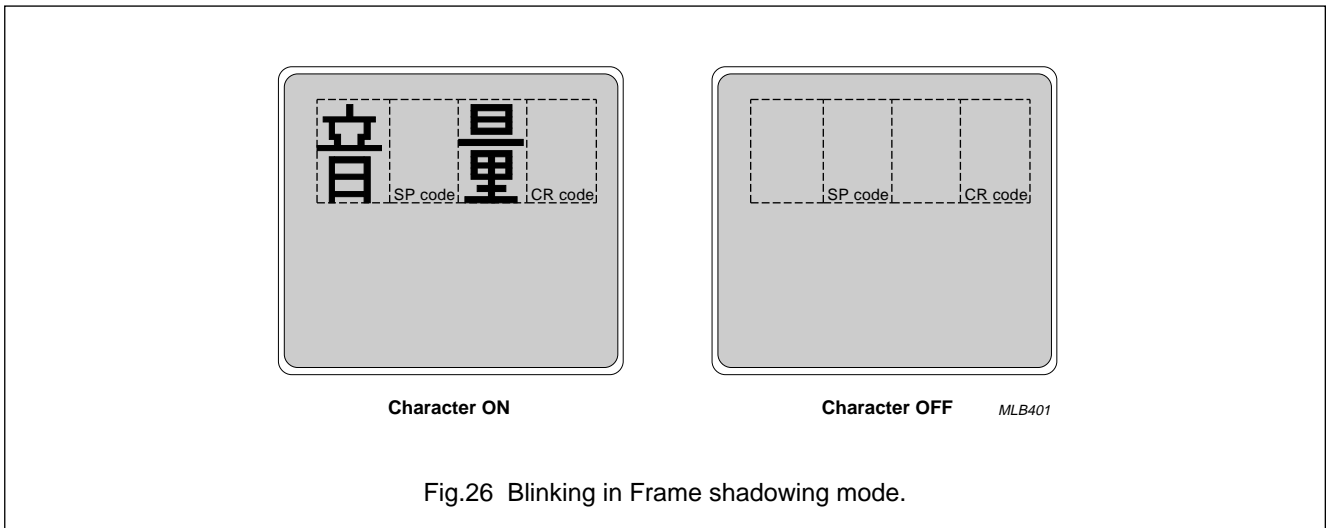 音 SP code 量 CR code
SP code CR code
Character ON
Character OFF
MLB401
Fig.26 Blinking in Frame shadowing mode.